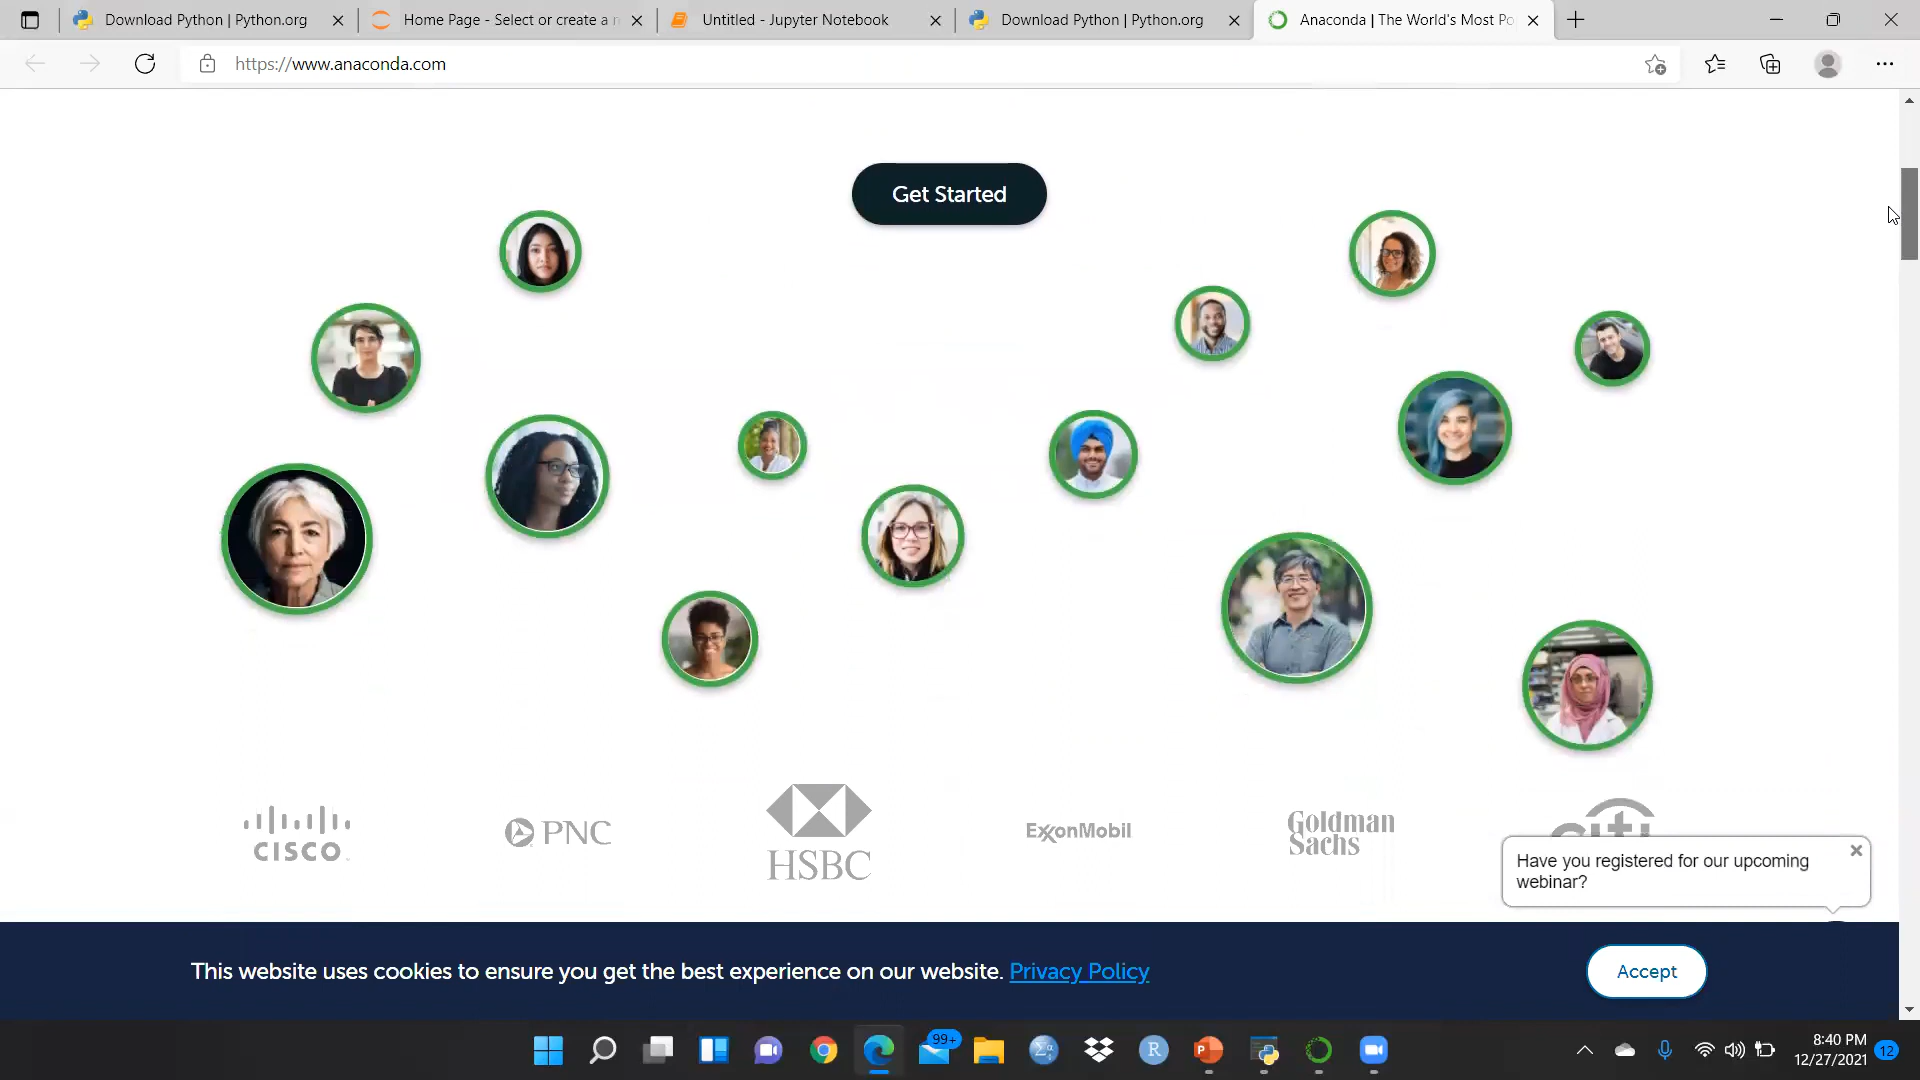 Download Python | Python.org
Home Page - Select or create a n
Untitled - Jupyter Notebook
Download Python | Python.org
Anaconda | The World's Most Po
https://www.anaconda.com
Get Started
CISCO
PNC
HSBC
ExxonMobil
Goldman
Sachs
citi
Have you registered for our upcoming
webinar?
This website uses cookies to ensure you get the best experience on our website. Privacy Policy
Accept
99+
R
P
8:40 PM
12/27/2021
12